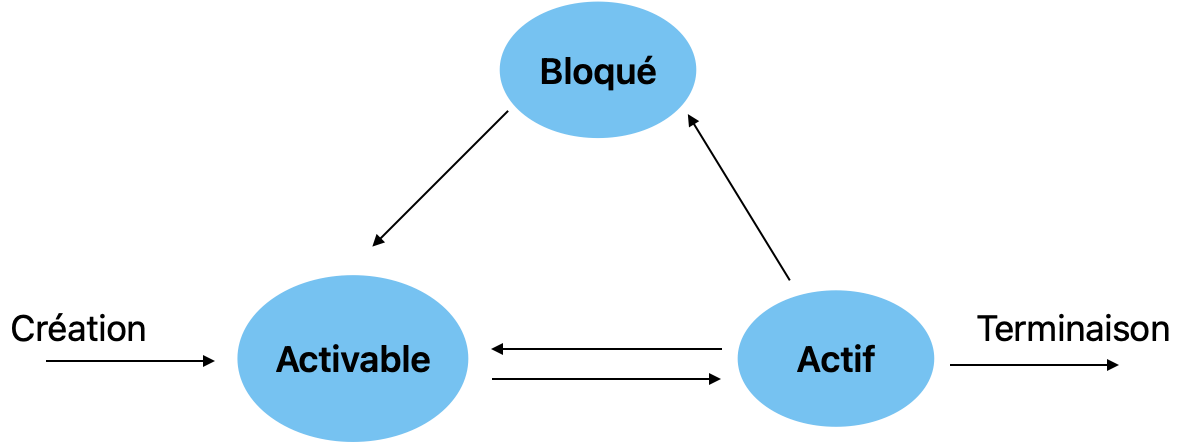 Bloqué
Création
Activable
Actif
Terminaison